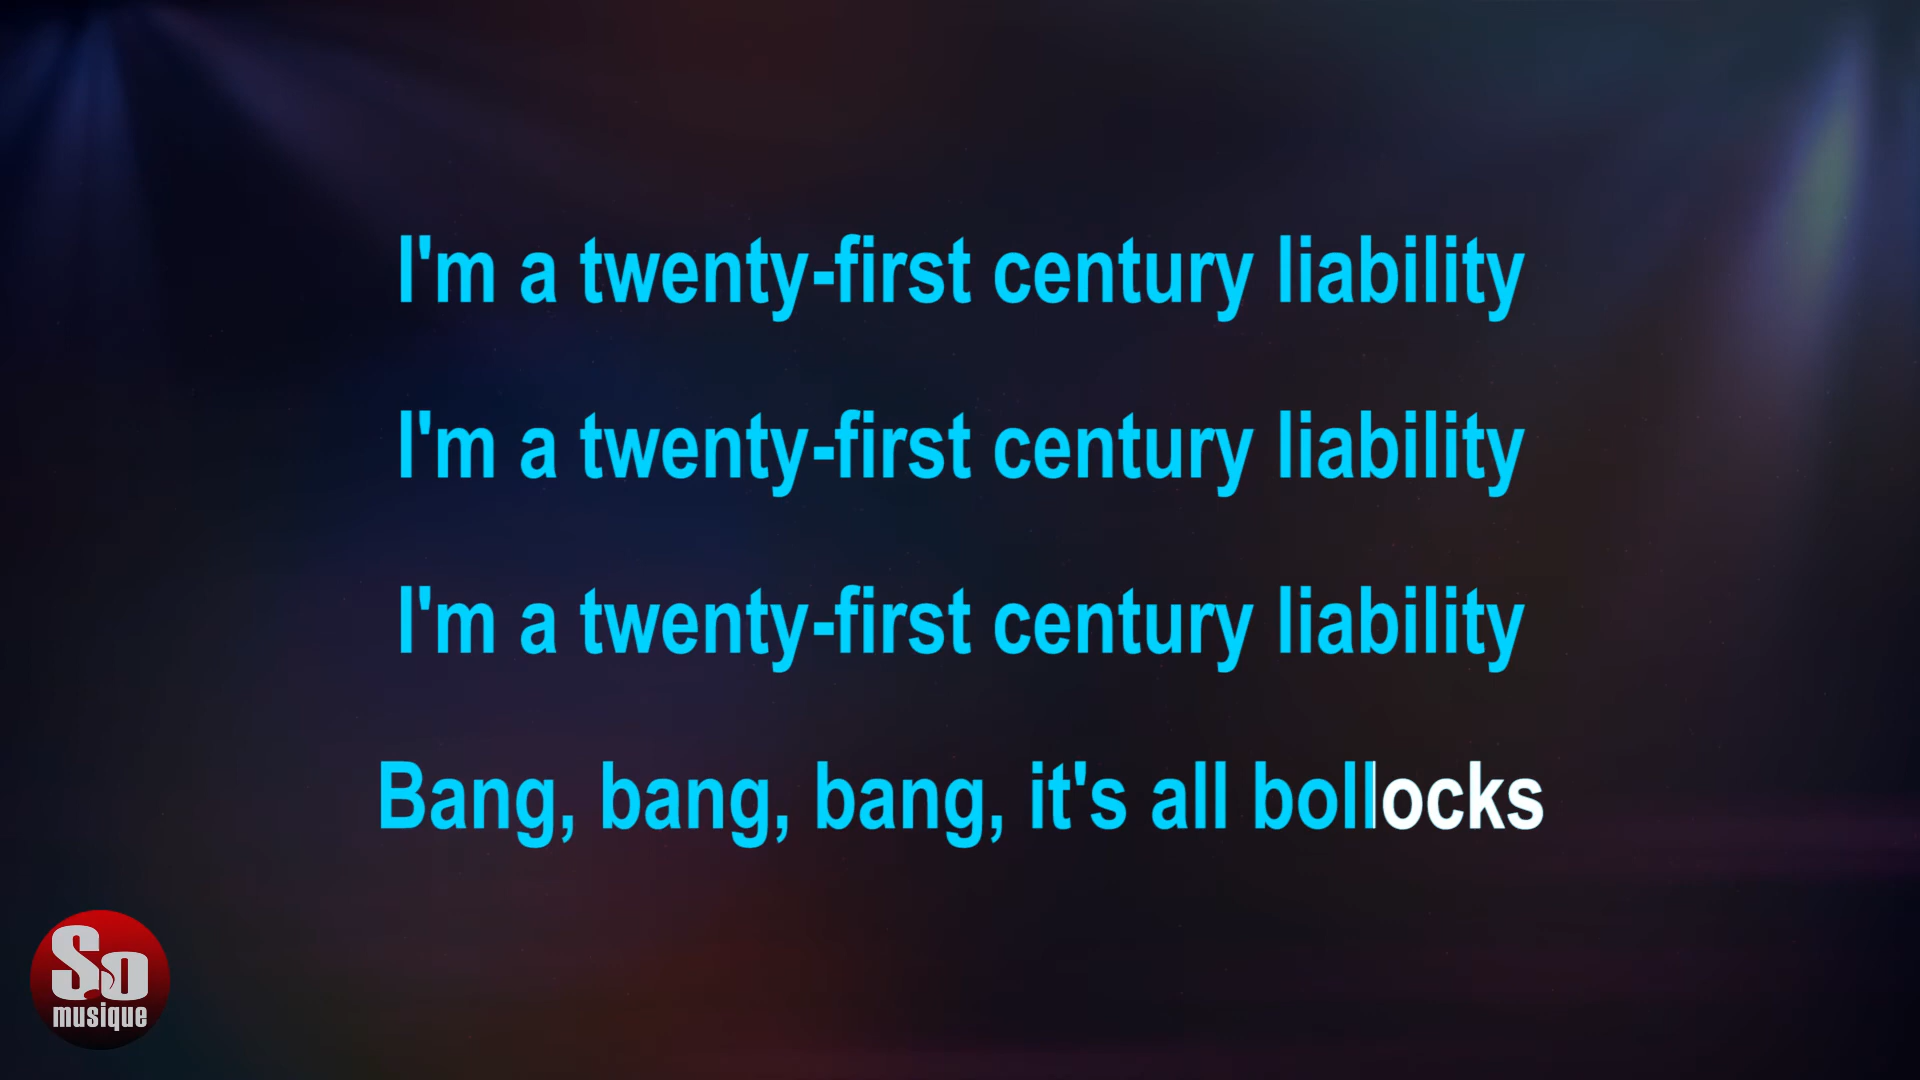 I'm a twenty-first century liability
I'm a twenty-first century liability
I'm a twenty-first century liability
Bang, bang, bang, it's all bollocks
So
musique